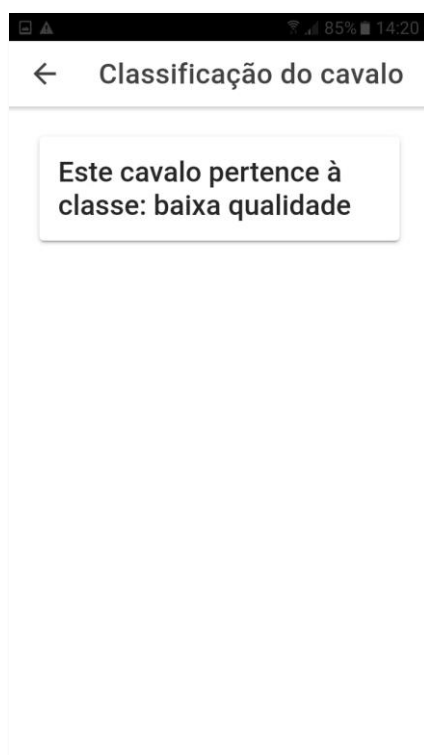 85% 14:20
Classificação do cavalo
Este cavalo pertence à
classe: baixa qualidade